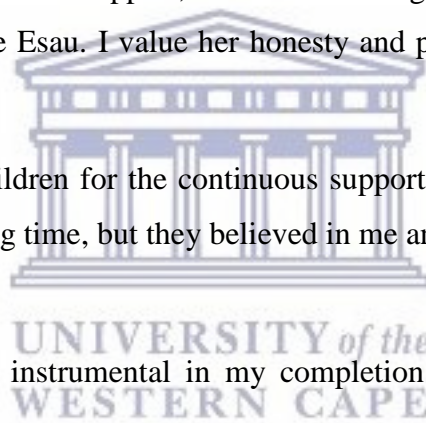 e Esau. I value her honesty and p
ildren for the continuous support
g time, but they believed in me ar
UNIVERSITY of the
instrumental in my completion
WESTERN CAPE